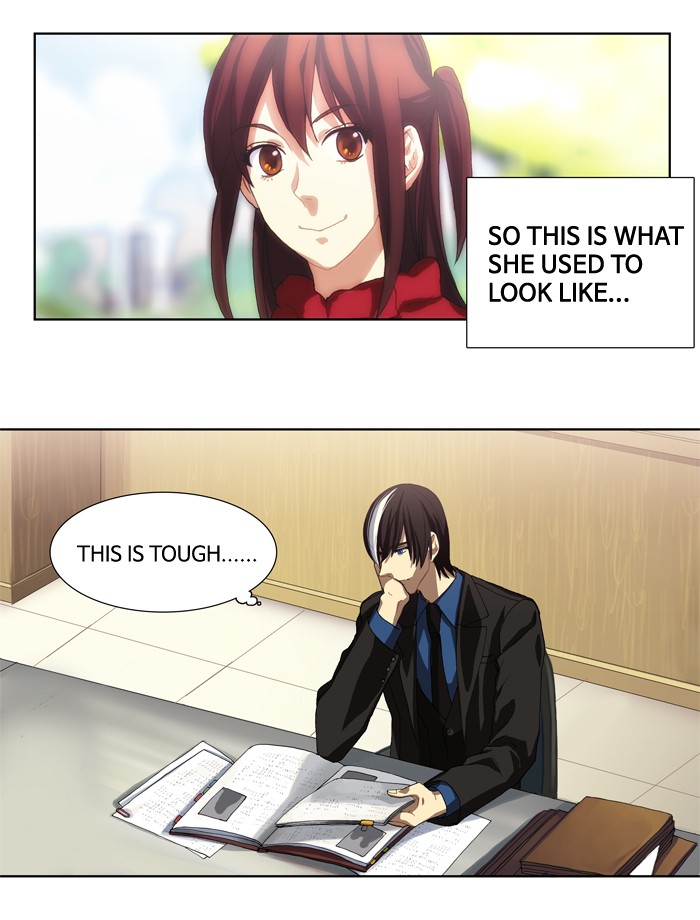 SO THIS IS WHAT
SHE USED TO
LOOK LIKE...
THIS IS TOUGH......